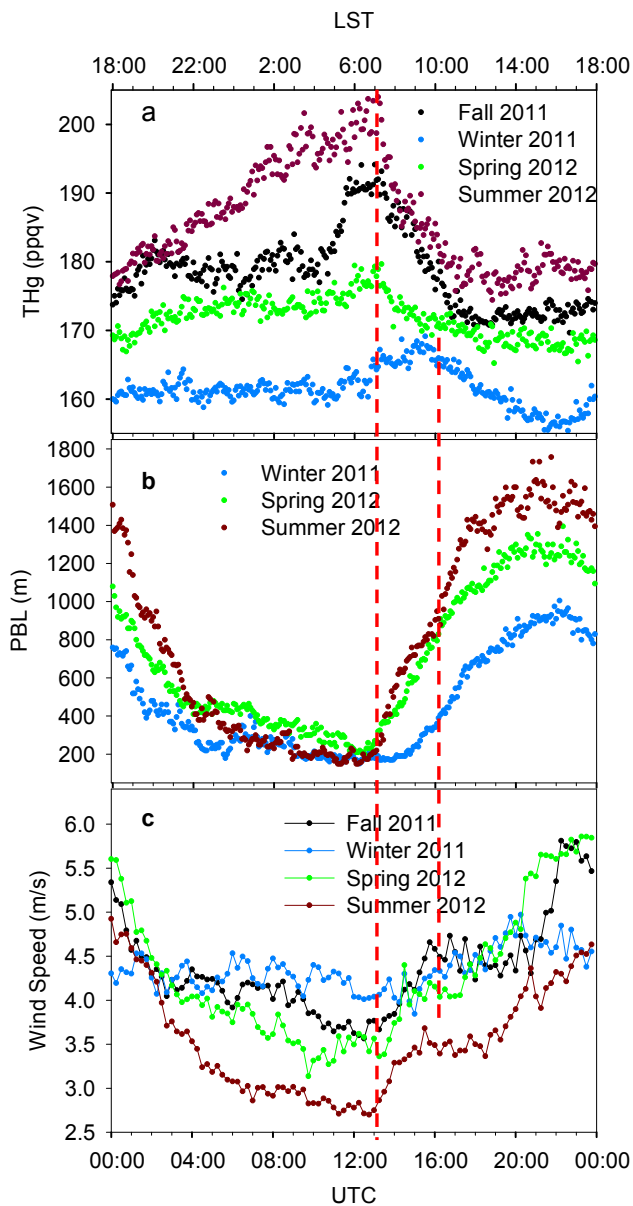 LST
18:00 22:00 2:00 6:00 10:00 14:00 18:00
a
THg (ppqv)
200
190
180
170
160
Fall 2011
Winter 2011
Spring 2012
Summer 2012
b
PBL (m)
1800
1600
1400
1200
1000
800
600
400
200
Winter 2011
Spring 2012
Summer 2012
c
Wind Speed (m/s)
6.0
5.5
5.0
4.5
4.0
3.5
3.0
2.5
Fall 2011
Winter 2011
Spring 2012
Summer 2012
00:00 04:00 08:00 12:00 16:00 20:00 00:00
UTC